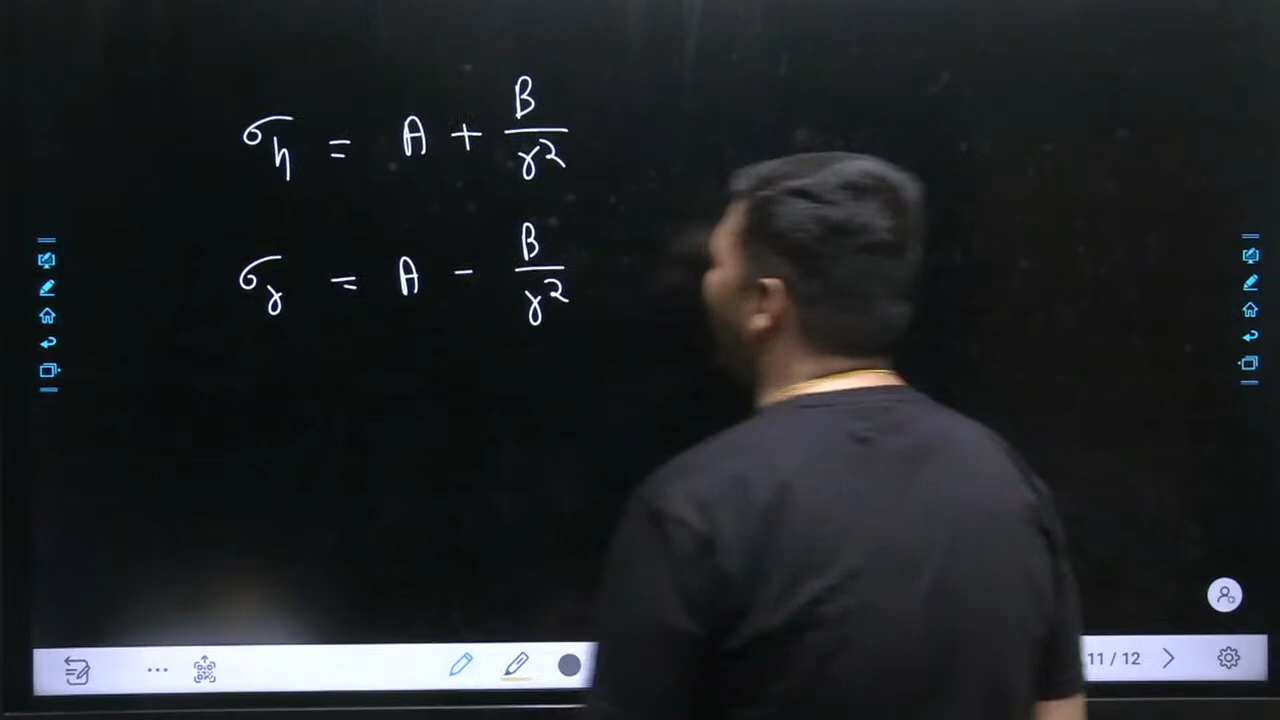 σh = A + B/r²
σr = A - B/r²
11 / 12